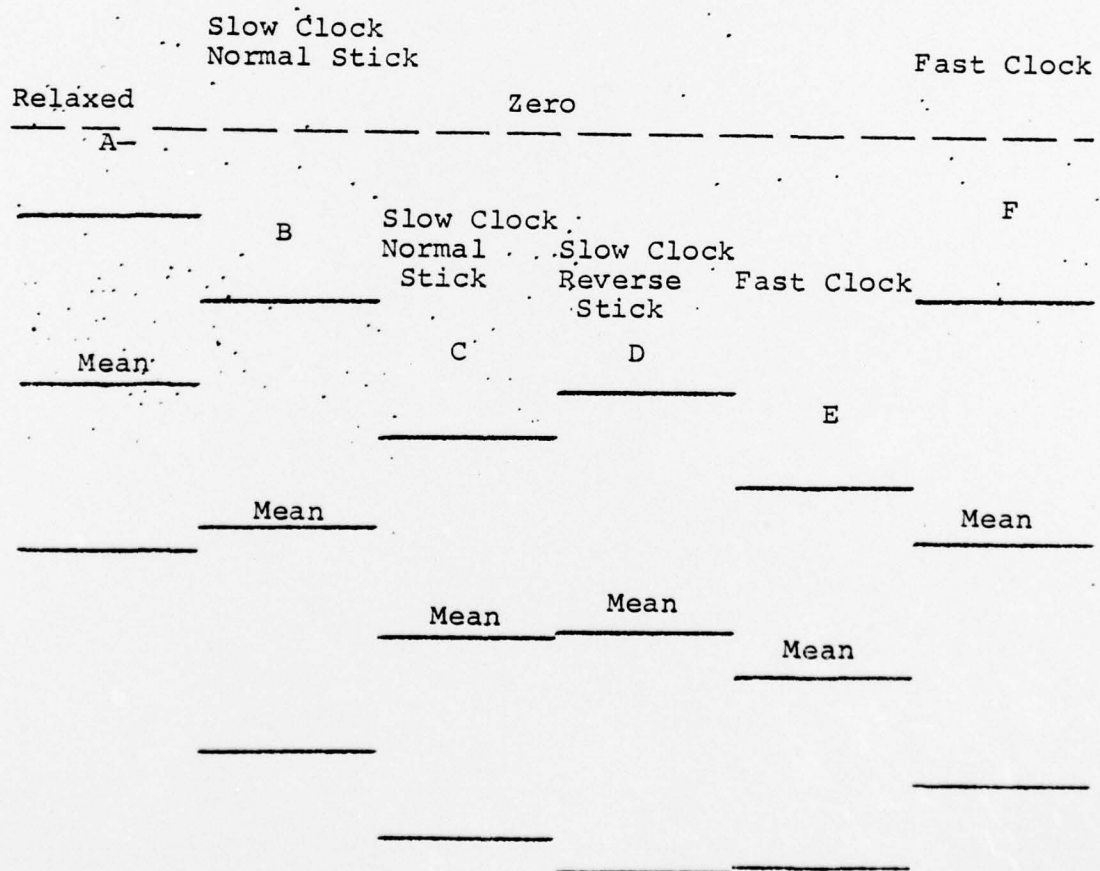 Slow Clock
Normal Stick
Fast Clock
Relaxed
Zero
A—
B
F
Slow Clock
Normal
Stick
Slow Clock
Reverse
Stick
Fast Clock
C
D
E
Mean
Mean
Mean
Mean
Mean
Mean